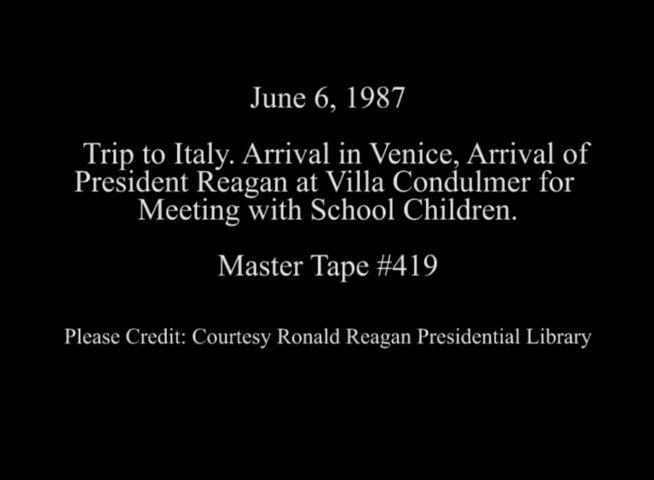 June 6, 1987
Trip to Italy. Arrival in Venice, Arrival of
President Reagan at Villa Condulmer for
Meeting with School Children.
Master Tape #419
Please Credit: Courtesy Ronald Reagan Presidential Library